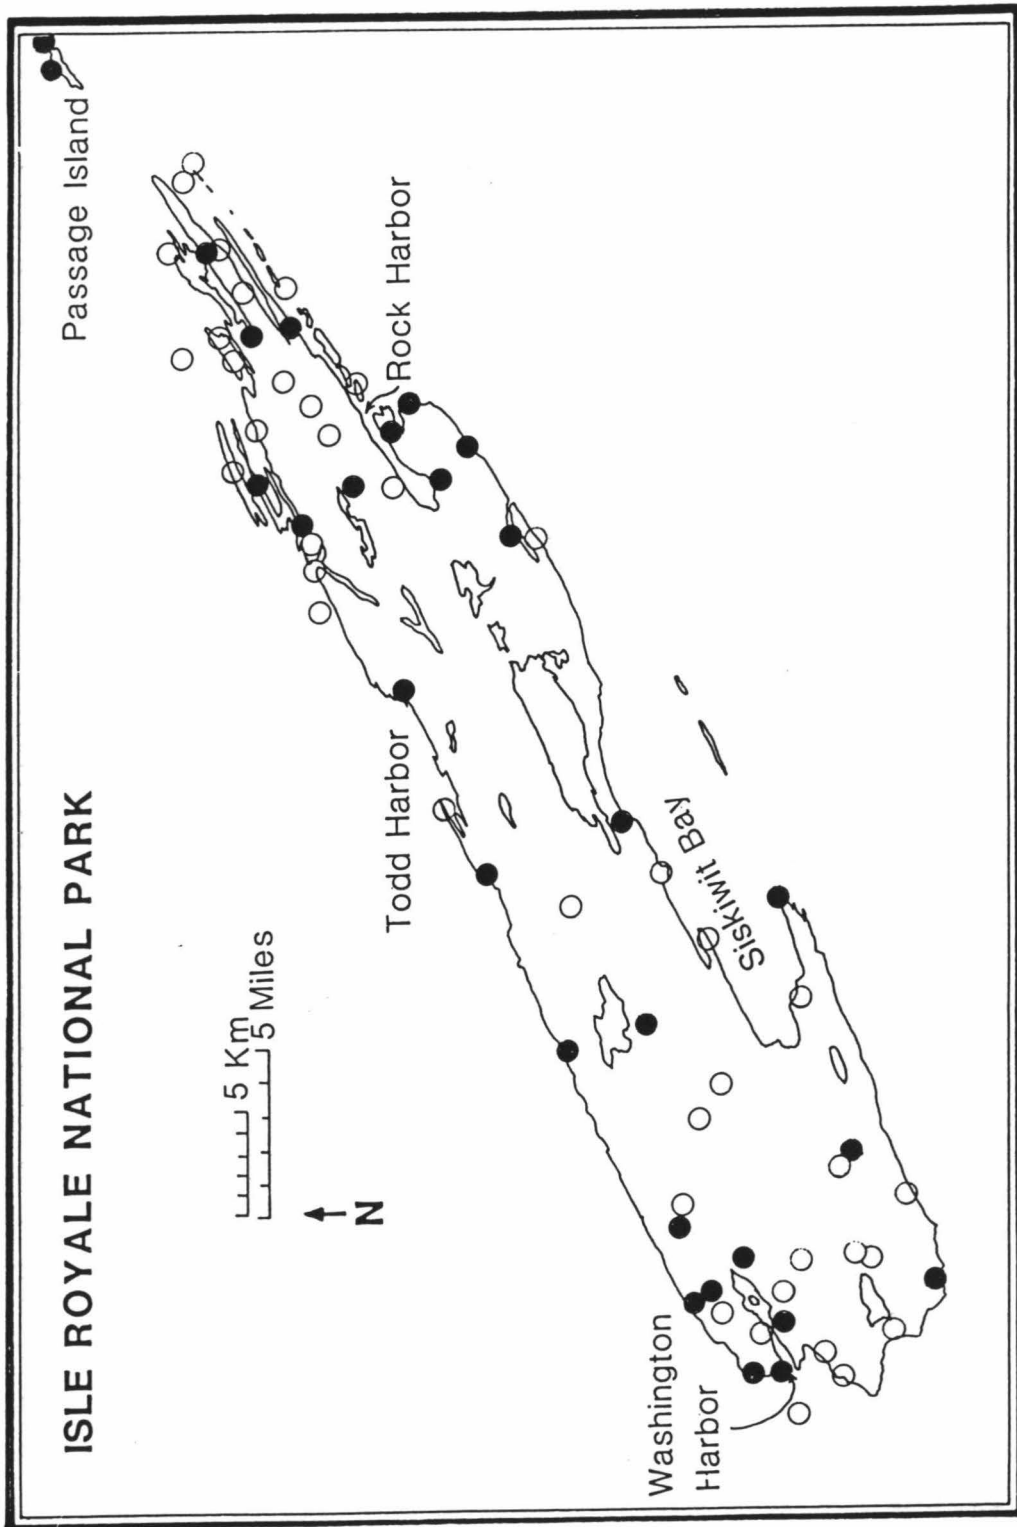 ISLE ROYALE NATIONAL PARK
Passage Island
5 Km
5 Miles
N
Todd Harbor
Rock Harbor
Siskiwit Bay
Washington
Harbor